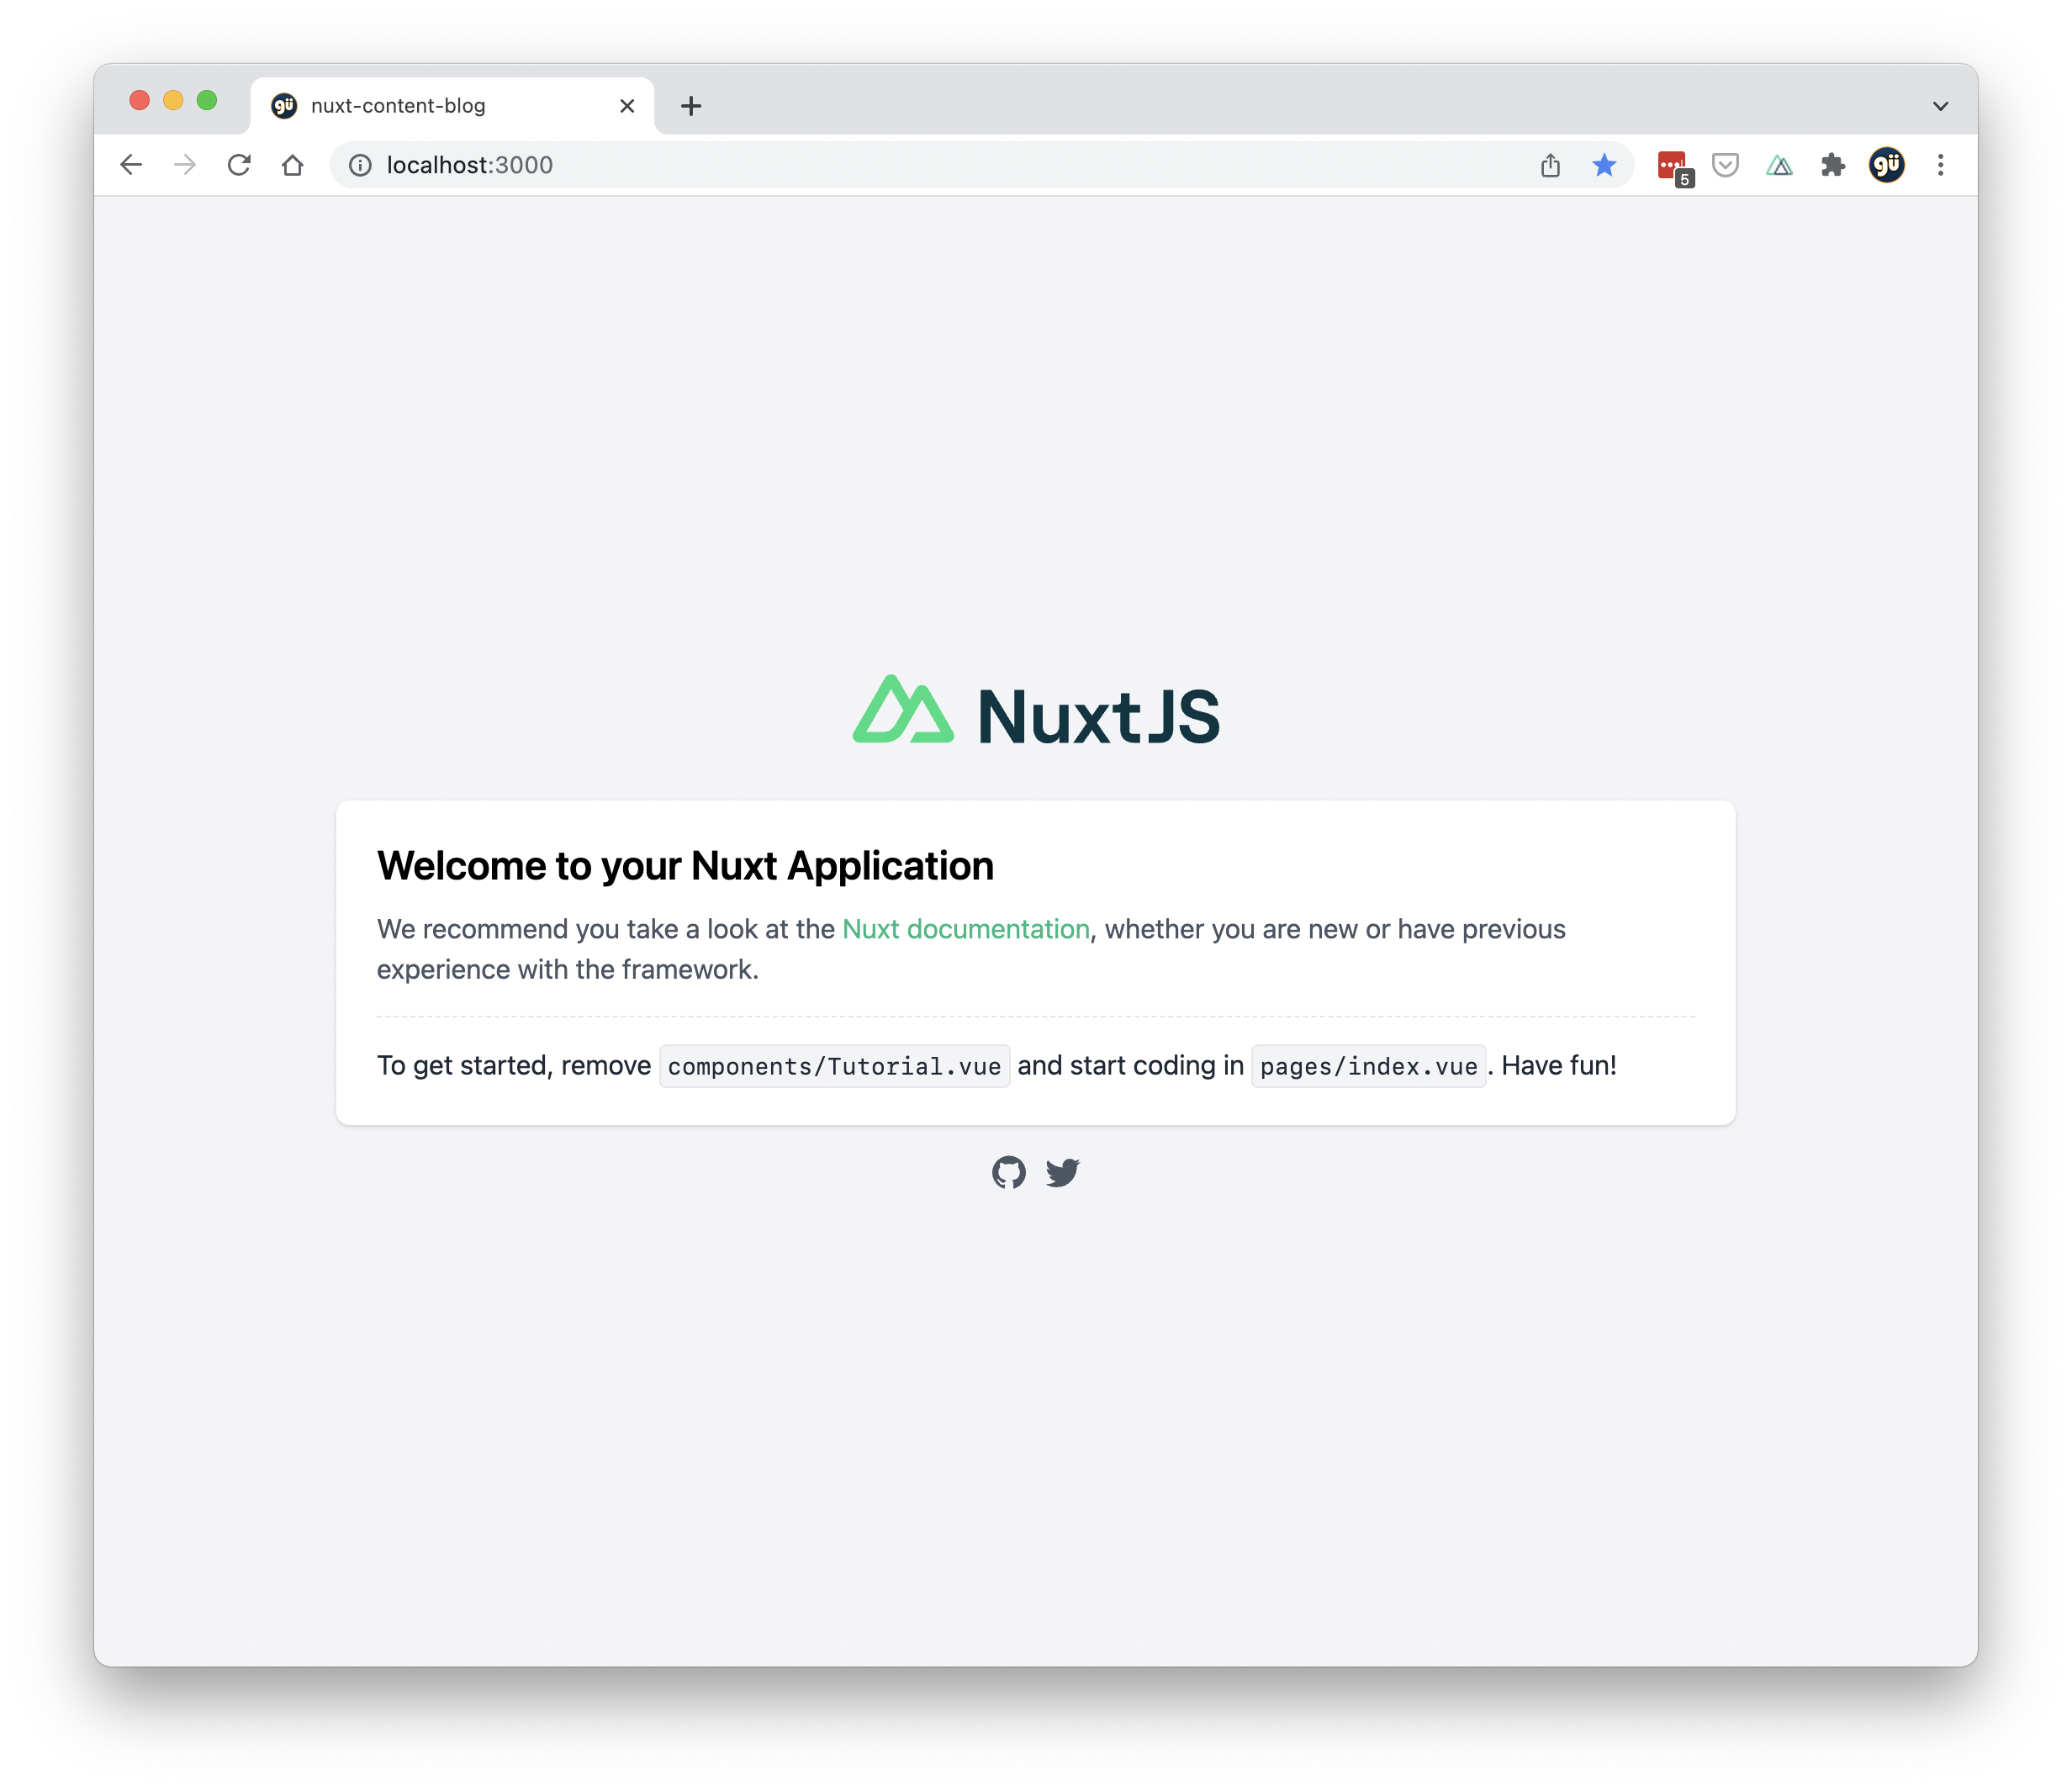 gü nuxt-content-blog
localhost:3000
5
gü
NuxtJS
Welcome to your Nuxt Application
We recommend you take a look at the Nuxt documentation, whether you are new or have previous
experience with the framework.
To get started, remove components/Tutorial.vue and start coding in pages/index.vue. Have fun!